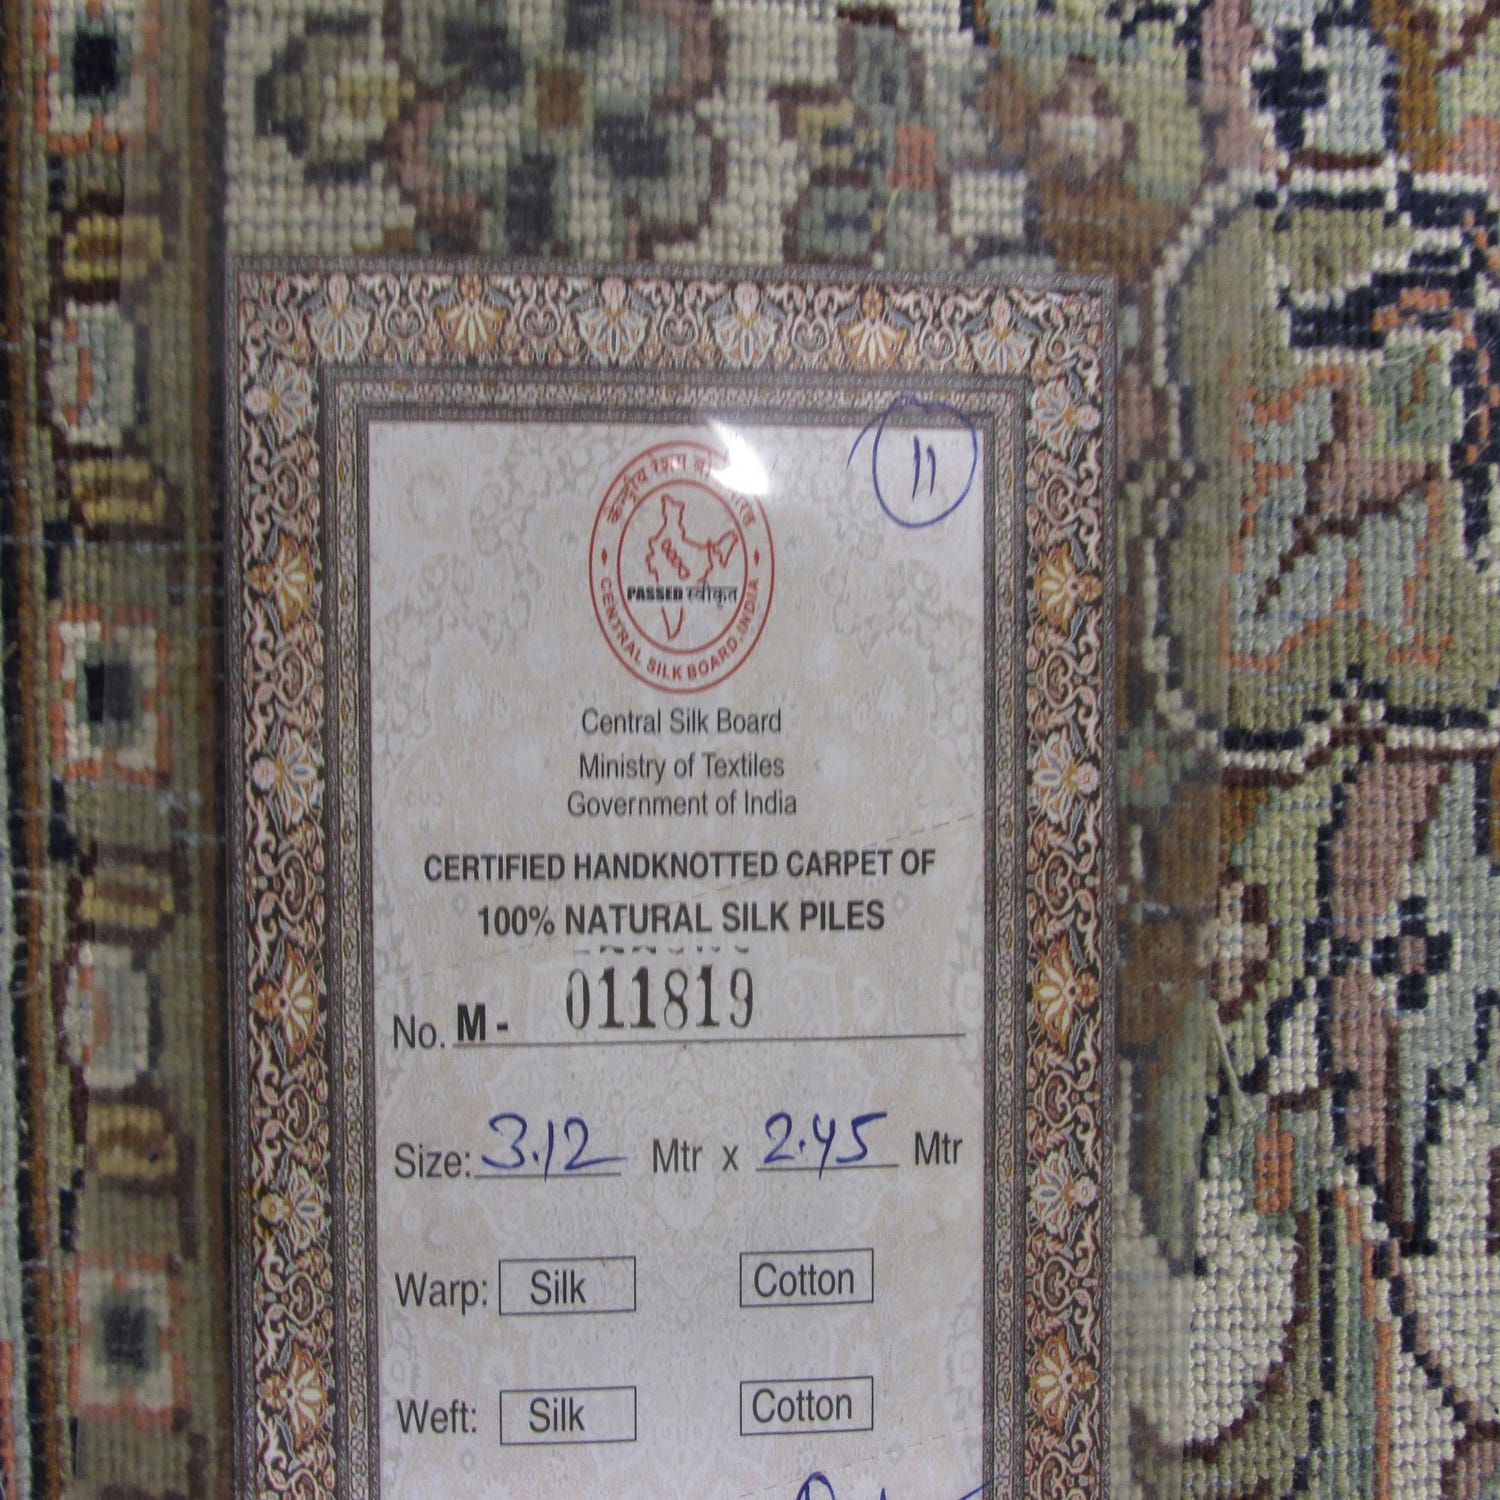 11
केन्द्रीय रेशम
PASSED स्वीकृत
CENTRAL SILK BOARD, INDIA
Central Silk Board
Ministry of Textiles
Government of India
CERTIFIED HANDKNOTTED CARPET OF
100% NATURAL SILK PILES
No. M- 011819
Size: 3.12 Mtr x 2.45 Mtr
Warp: Silk Cotton
Weft: Silk Cotton